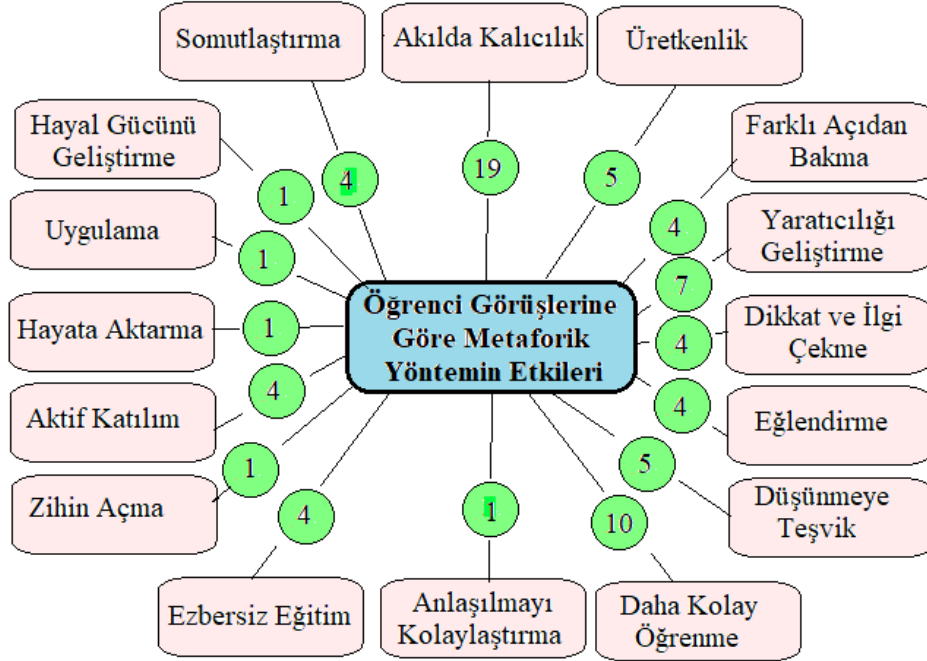 Somutlaştırma
Akılda Kalıcılık
Üretkenlik
Hayal Gücünü
Geliştirme
Farklı Açıdan
Bakma
4
19
5
1
4
Uygulama
Yaratıcılığı
Geliştirme
1
7
Öğrenci Görüşlerine
Göre Metaforik
Yöntemin Etkileri
Hayata Aktarma
1
4
Dikkat ve İlgi
Çekme
Aktif Katılım
4
4
Eğlendirme
Zihin Açma
1
5
Düşünmeye
Teşvik
4
1
10
Ezbersiz Eğitim
Anlaşılmayı
Kolaylaştırma
Daha Kolay
Öğrenme